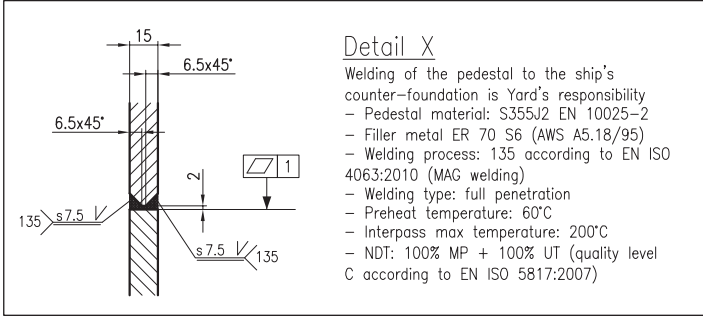 15
6.5x45°
6.5x45°
2
1
135 s 7.5
s 7.5 135
Detail X
Welding of the pedestal to the ship's
counter-foundation is Yard's responsibility
- Pedestal material: S355J2 EN 10025-2
- Filler metal ER 70 S6 (AWS A5.18/95)
- Welding process: 135 according to EN ISO
4063:2010 (MAG welding)
- Welding type: full penetration
- Preheat temperature: 60°C
- Interpass max temperature: 200°C
- NDT: 100% MP + 100% UT (quality level
C according to EN ISO 5817:2007)